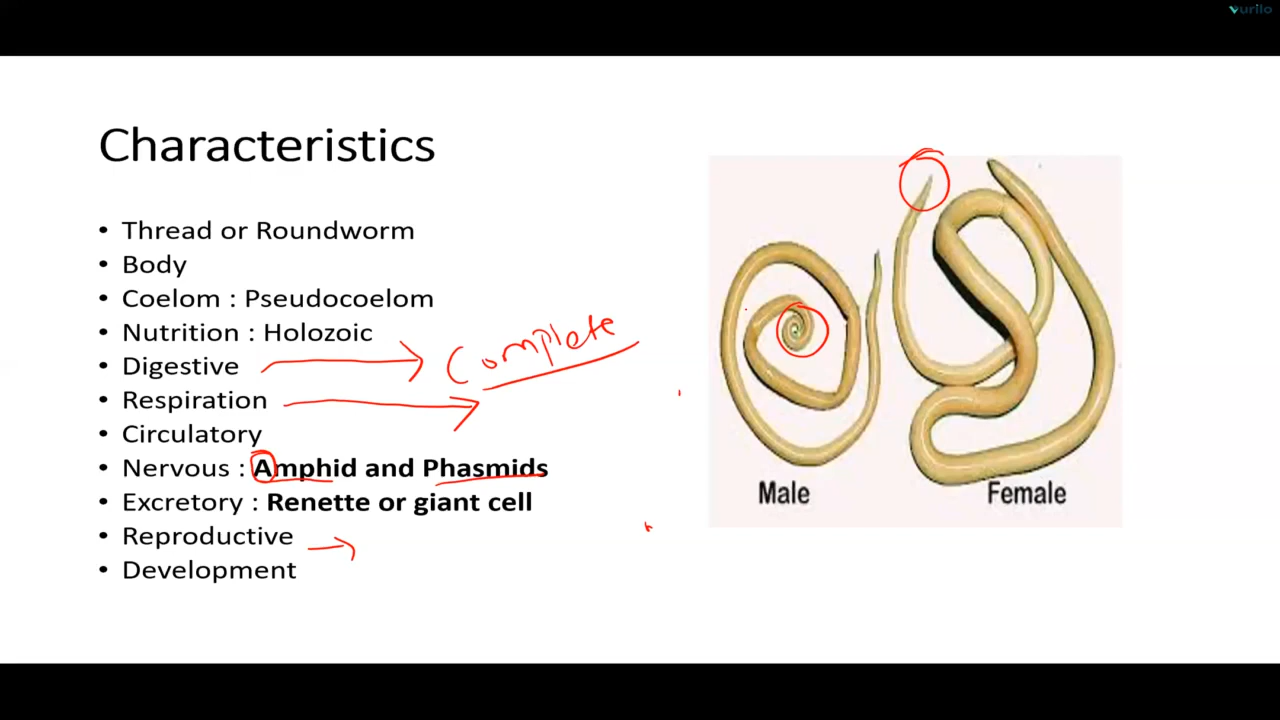 vurilo
Characteristics
• Thread or Roundworm
• Body
• Coelom : Pseudocoelom
• Nutrition : Holozoic
• Digestive → Complete
• Respiration →
• Circulatory
• Nervous : Amphid and Phasmids
• Excretory : Renette or giant cell
• Reproductive →
• Development
Male
Female